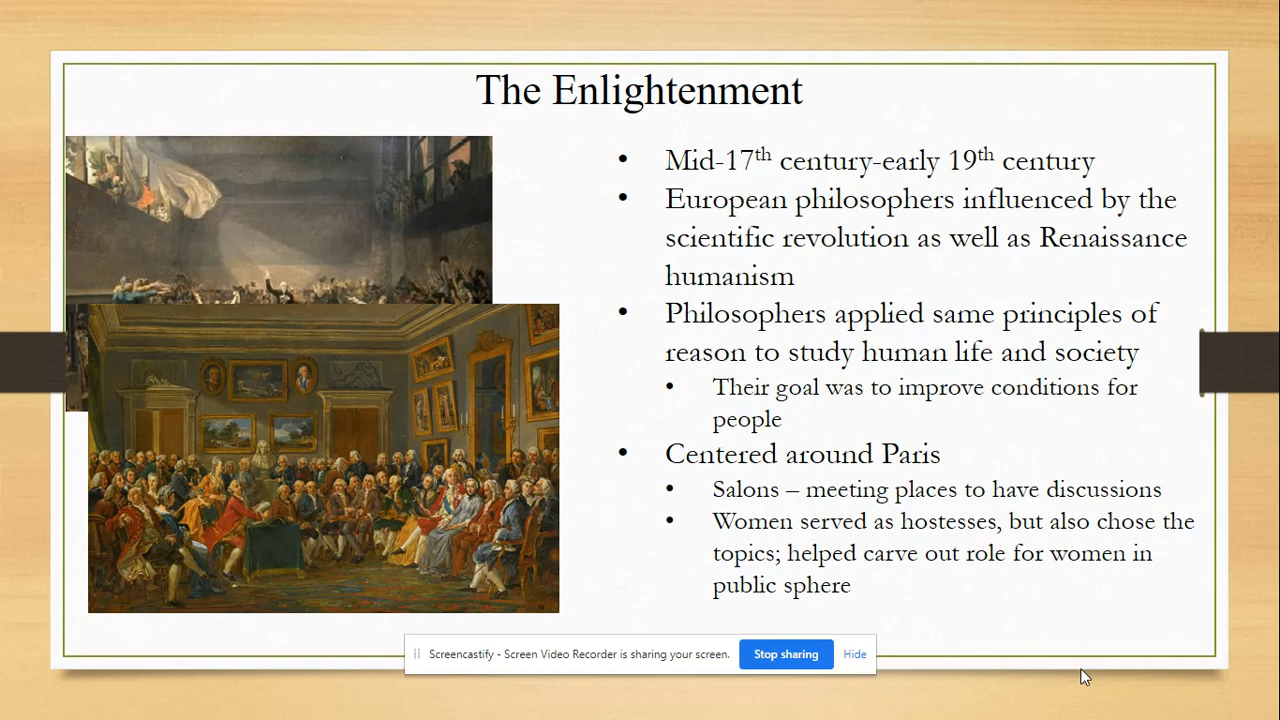 The Enlightenment
• Mid-17th century-early 19th century
• European philosophers influenced by the
scientific revolution as well as Renaissance
humanism
• Philosophers applied same principles of
reason to study human life and society
• Their goal was to improve conditions for
people
• Centered around Paris
• Salons – meeting places to have discussions
• Women served as hostesses, but also chose the
topics; helped carve out role for women in
public sphere
Screencastify - Screen Video Recorder is sharing your screen. Stop sharing Hide